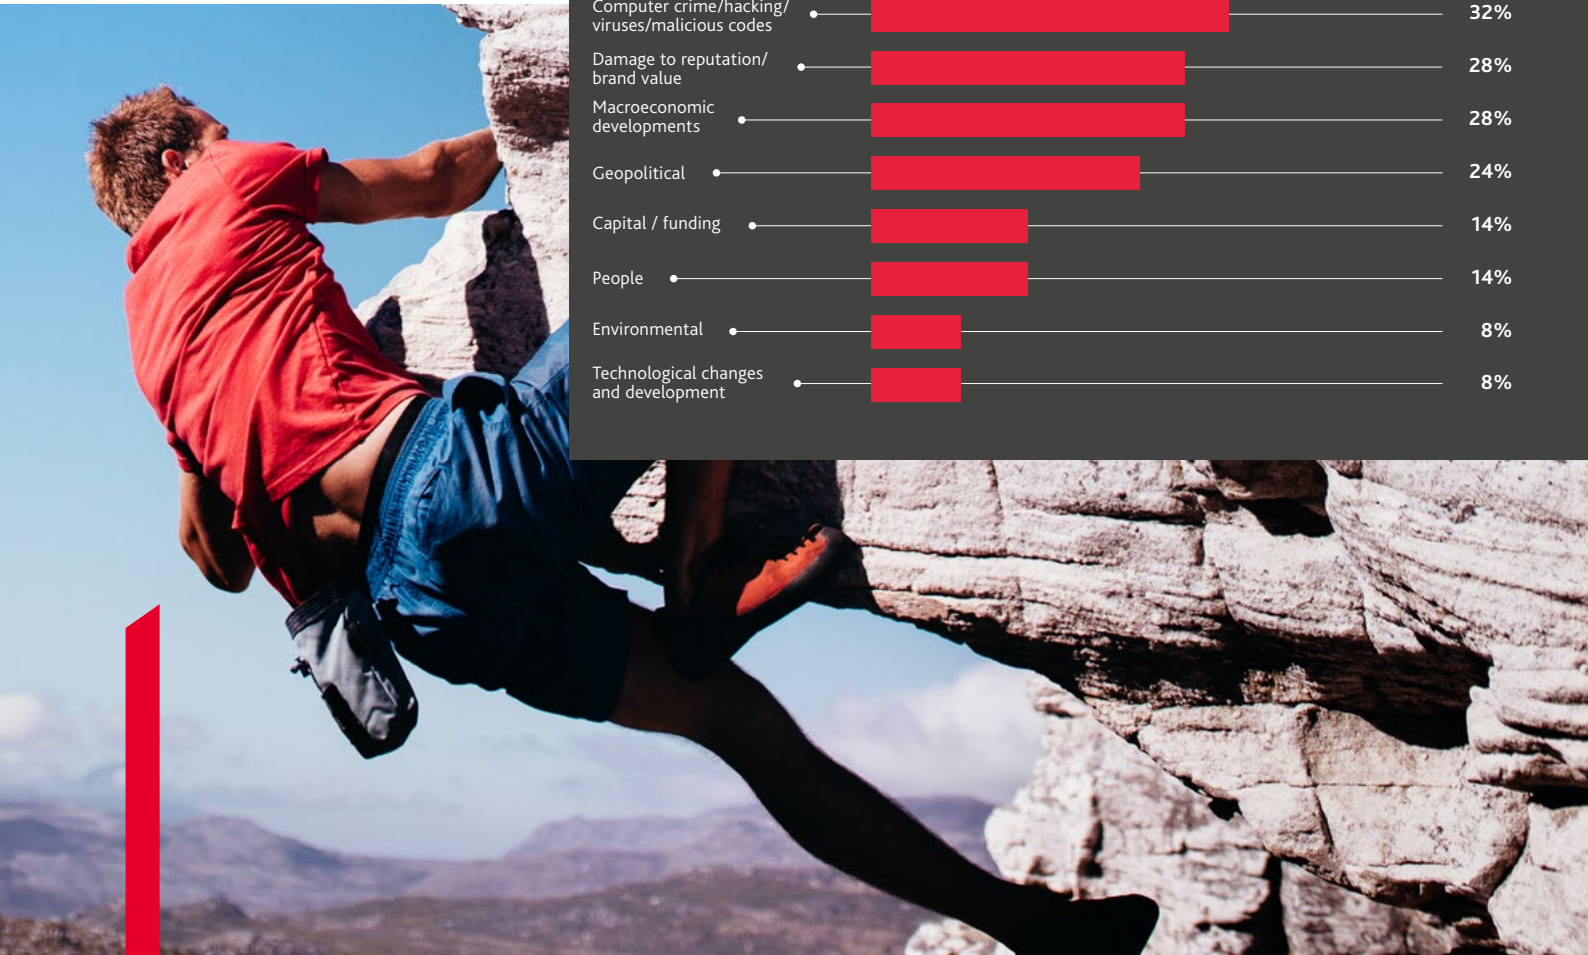 Computer crime/hacking/
viruses/malicious codes
32%
Damage to reputation/
brand value
28%
Macroeconomic
developments
28%
Geopolitical
24%
Capital / funding
14%
People
14%
Environmental
8%
Technological changes
and development
8%